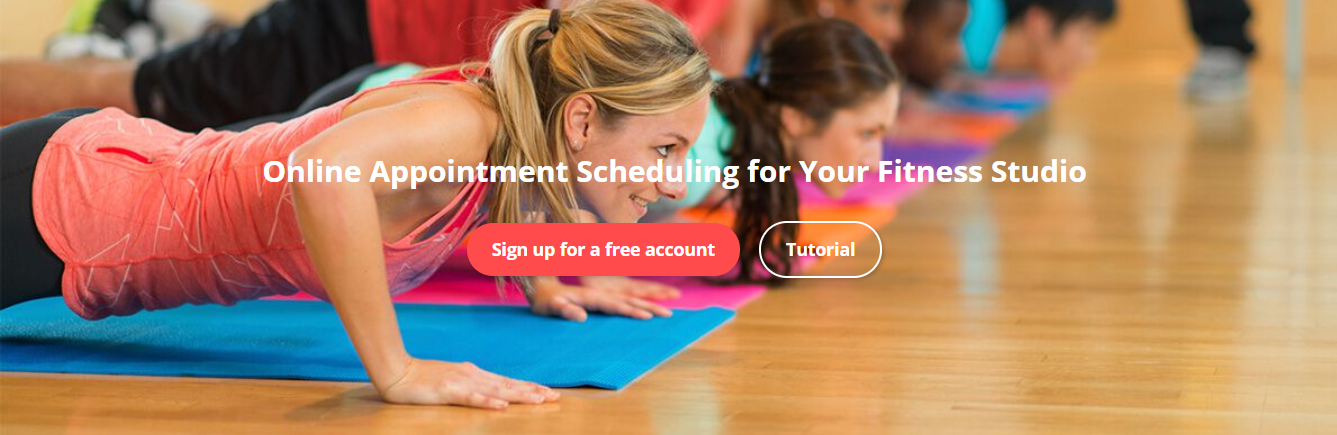 Online Appointment Scheduling for Your Fitness Studio
Sign up for a free account
Tutorial